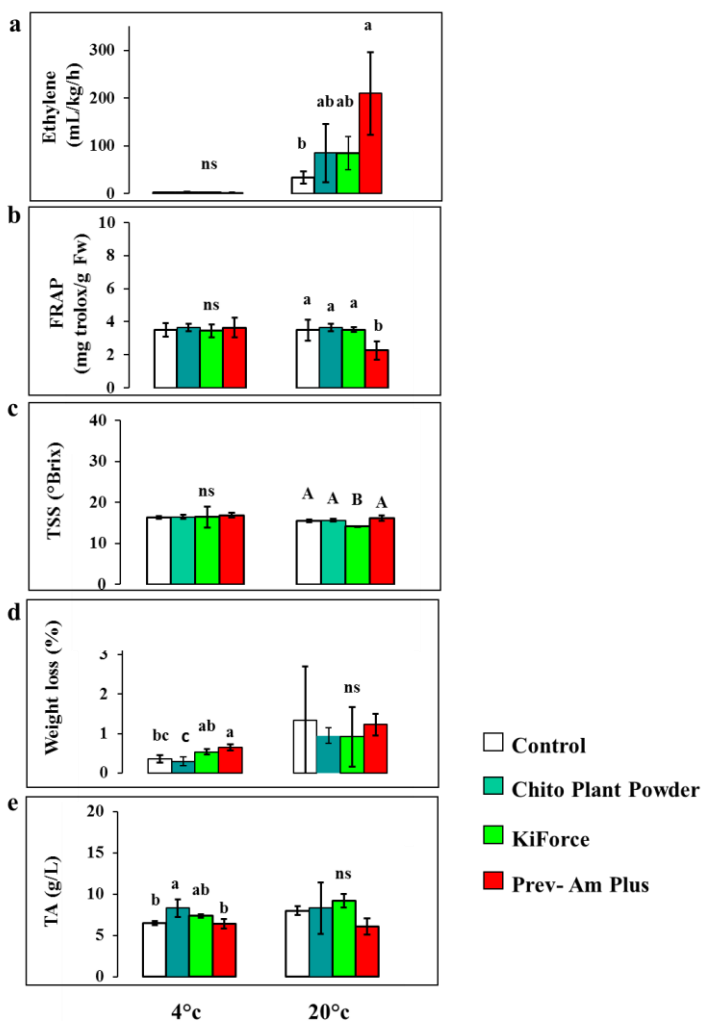 a
Ethylene
(mL/kg/h)
300
200
100
0
ns
b
ab
ab
a
b
FRAP
(mg trolox/g Fw)
10
8
6
4
2
0
ns
a
a
a
b
c
TSS (°Brix)
40
30
20
10
0
ns
A
A
B
A
d
Weight loss (%)
3
2
1
0
bc
c
ab
a
ns
e
TA (g/L)
20
15
10
5
0
b
a
ab
b
ns
4°c
20°c
Control
Chito Plant Powder
KiForce
Prev- Am Plus